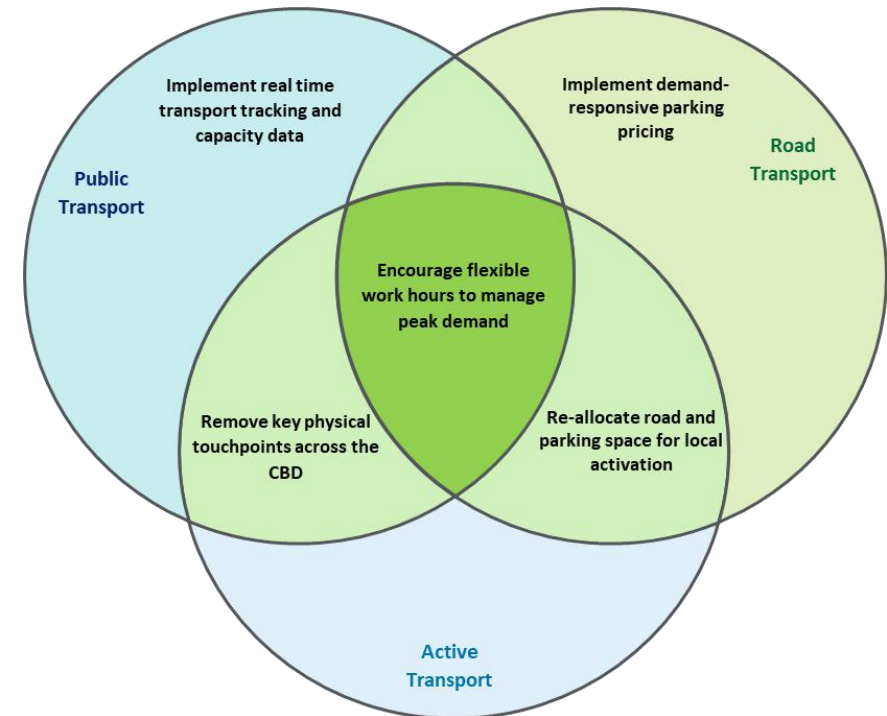 Implement real time
transport tracking and
capacity data
Implement demand-
responsive parking
pricing
Public
Transport
Road
Transport
Encourage flexible
work hours to manage
peak demand
Remove key physical
touchpoints across the
CBD
Re-allocate road and
parking space for local
activation
Active
Transport